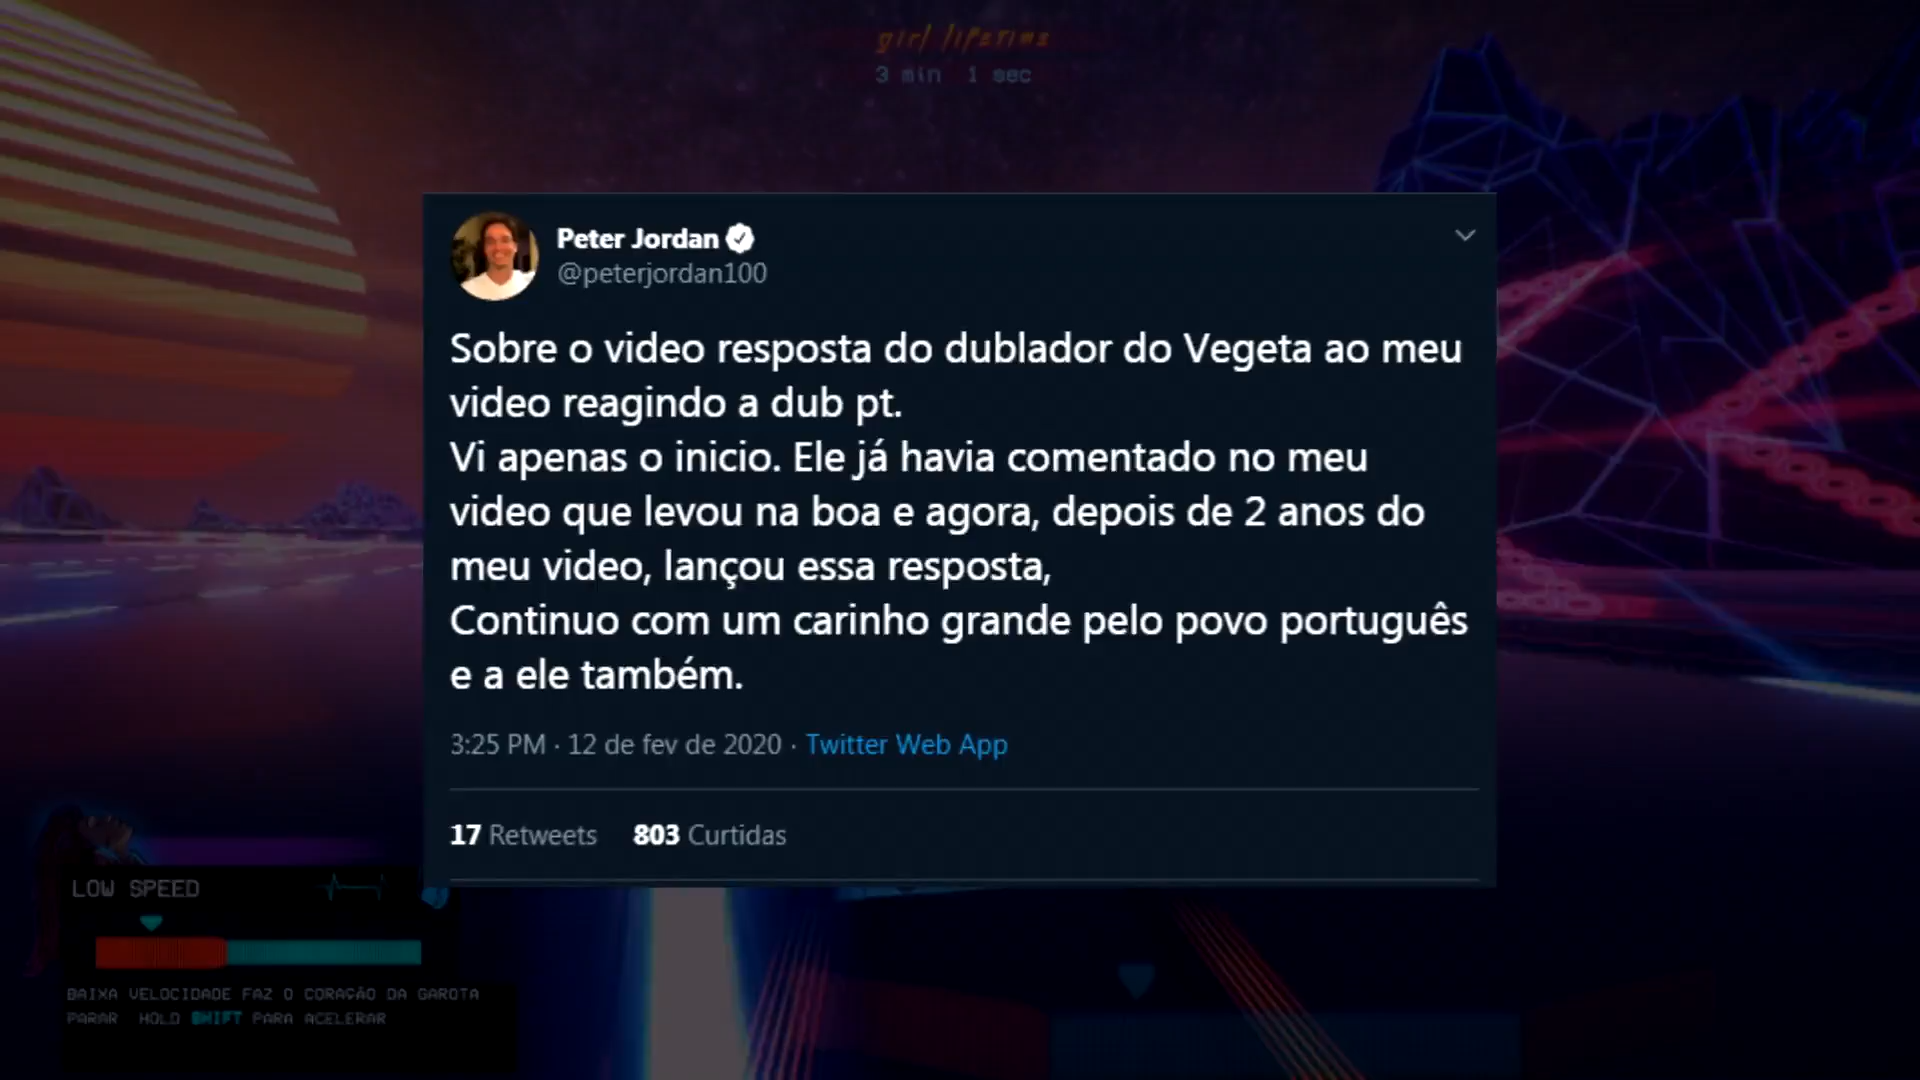 girl lifetime
3 min 1 sec
Peter Jordan
@peterjordan100
Sobre o video resposta do dublador do Vegeta ao meu
video reagindo a dub pt.
Vi apenas o inicio. Ele já havia comentado no meu
video que levou na boa e agora, depois de 2 anos do
meu video, lançou essa resposta,
Continuo com um carinho grande pelo povo português
e a ele também.
3:25 PM · 12 de fev de 2020 · Twitter Web App
17 Retweets 803 Curtidas
LOW SPEED
BAIXA VELOCIDADE FAZ O CORAÇÃO DA GAROTA
PARAR HOLD SHIFT PARA ACELERAR